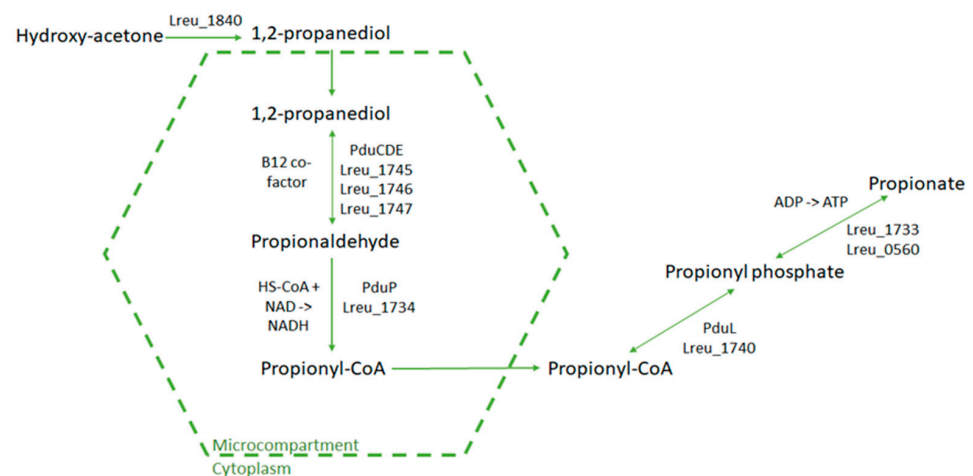 Lreu_1840
Hydroxy-acetone
1,2-propanediol
1,2-propanediol
B12 co-
factor
PduCDE
Lreu_1745
Lreu_1746
Lreu_1747
Propionaldehyde
HS-CoA +
NAD ->
NADH
PduP
Lreu_1734
Propionyl-CoA
Propionyl-CoA
PduL
Lreu_1740
Propionyl phosphate
ADP -> ATP
Lreu_1733
Lreu_0560
Propionate
Microcompartment
Cytoplasm